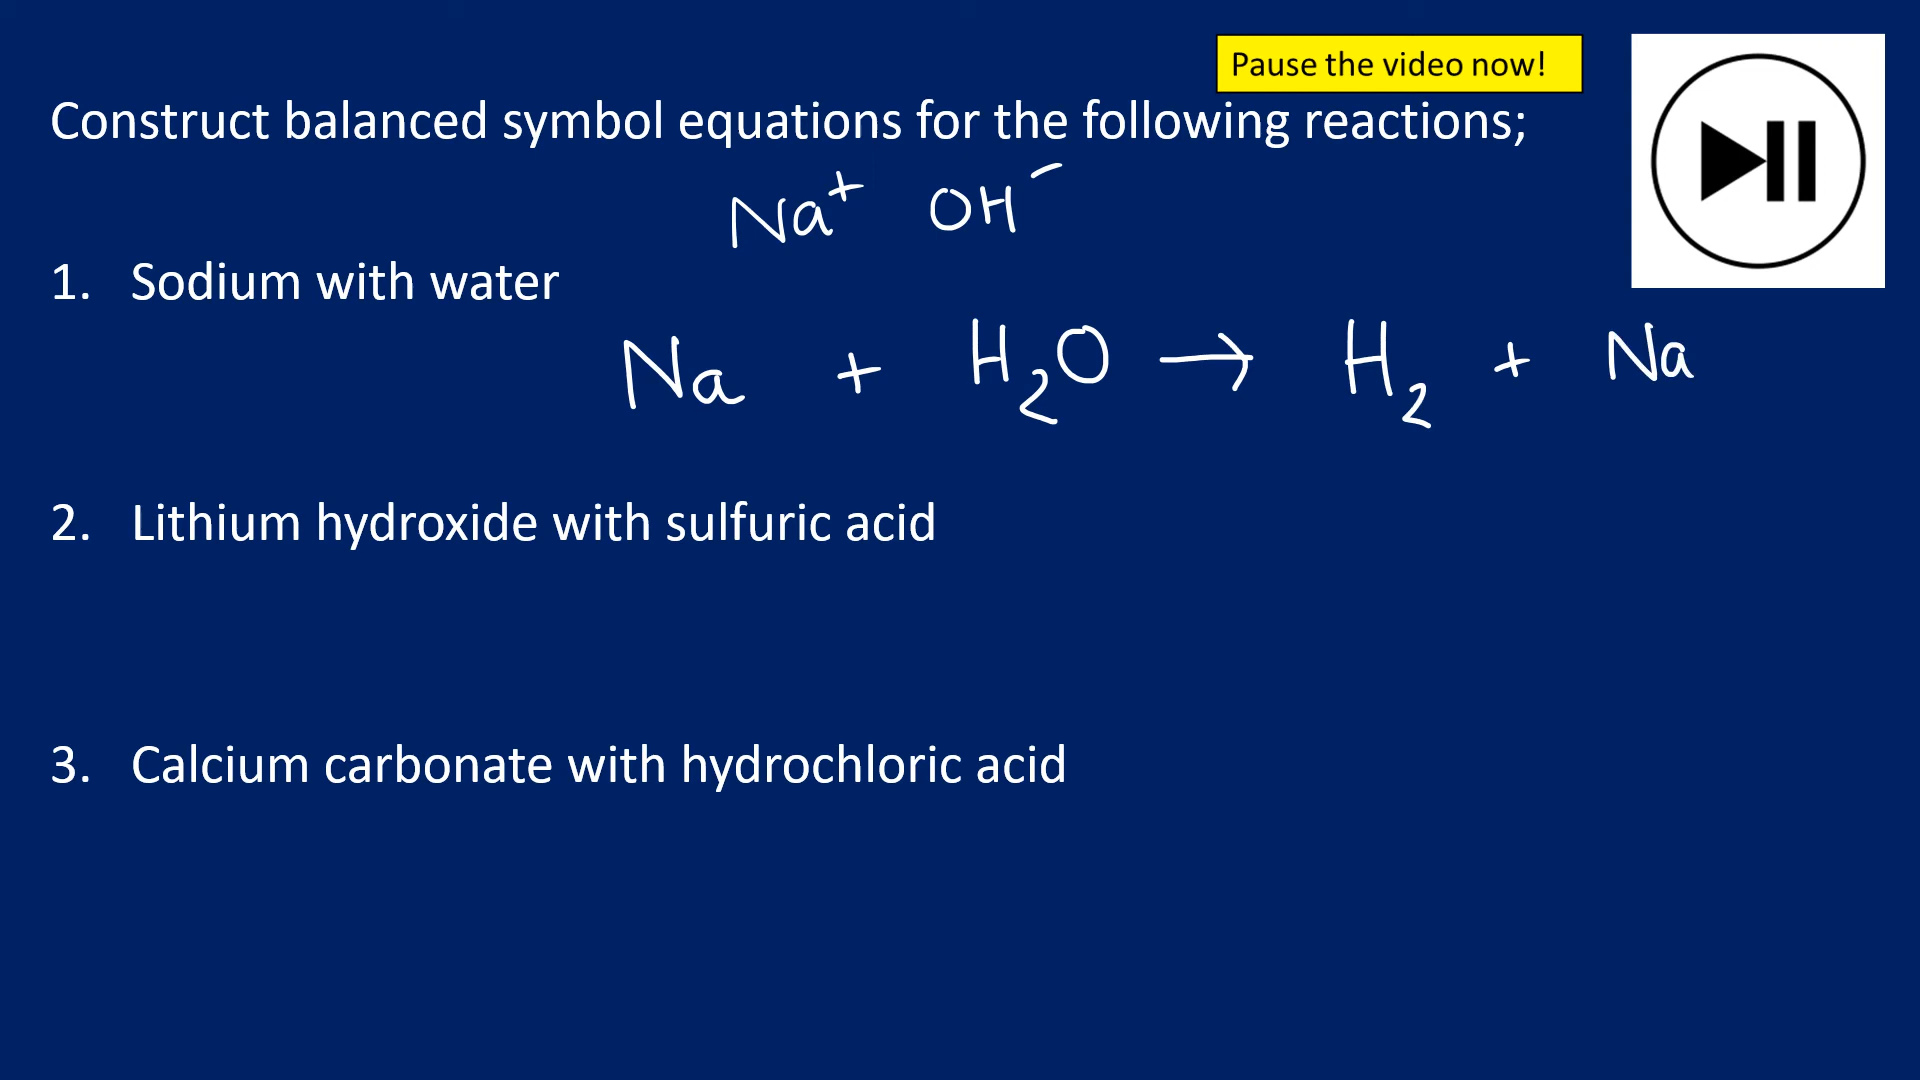 Pause the video now!
Construct balanced symbol equations for the following reactions;
Na⁺ OH⁻
1. Sodium with water
Na + H₂O → H₂ + Na
2. Lithium hydroxide with sulfuric acid
3. Calcium carbonate with hydrochloric acid